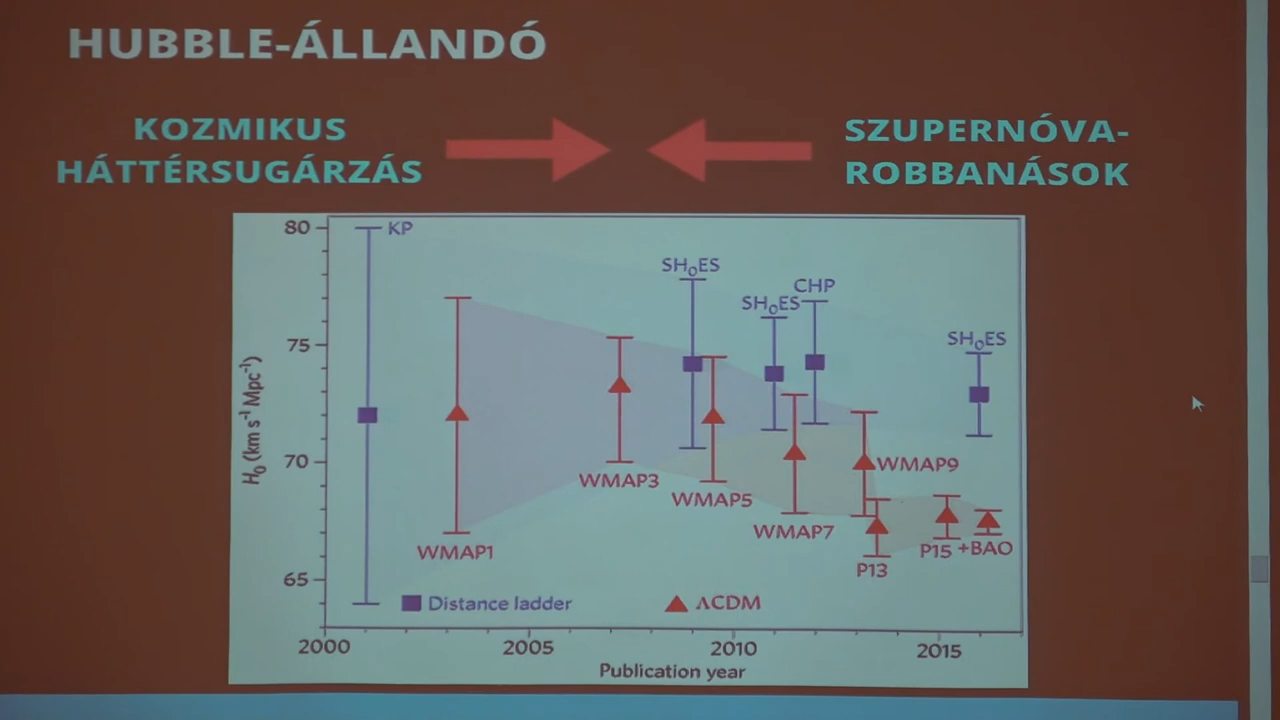 HUBBLE-ÁLLANDÓ
KOZMIKUS
HÁTTÉRSUGÁRZÁS
SZUPERNÓVA-
ROBBANÁSOK
80
75
70
65
H₀ (km s⁻¹ Mpc⁻¹)
KP
SH₀ES
SH₀ES
CHP
SH₀ES
WMAP1
WMAP3
WMAP5
WMAP7
WMAP9
P13
P15
+BAO
Distance ladder
ΛCDM
2000
2005
2010
2015
Publication year